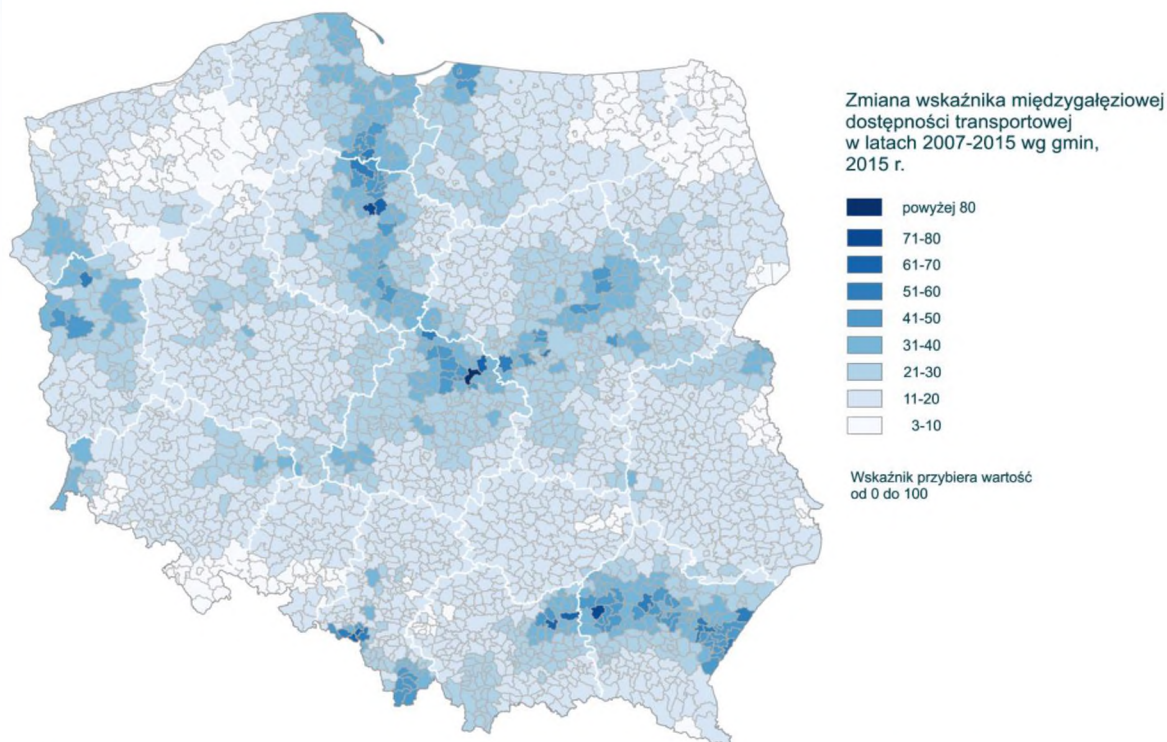 Zmiana wskaźnika międzygałęziowej
dostępności transportowej
w latach 2007-2015 wg gmin,
2015 r.
powyżej 80
71-80
61-70
51-60
41-50
31-40
21-30
11-20
3-10
Wskaźnik przybiera wartość
od 0 do 100